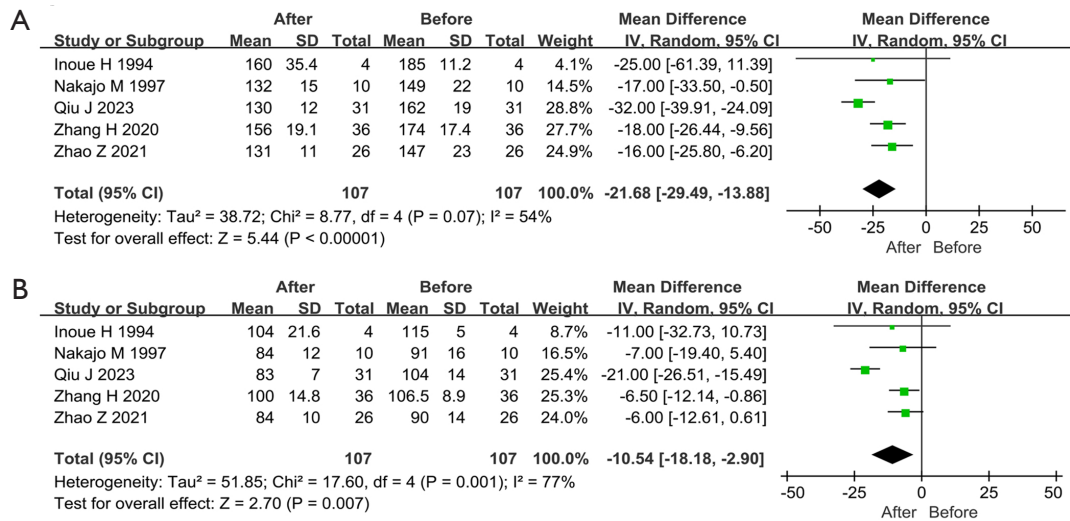 A
After Before Mean Difference Mean Difference
Study or Subgroup Mean SD Total Mean SD Total Weight IV, Random, 95% CI IV, Random, 95% CI
Inoue H 1994 160 35.4 4 185 11.2 4 4.1% -25.00 [-61.39, 11.39]
Nakajo M 1997 132 15 10 149 22 10 14.5% -17.00 [-33.50, -0.50]
Qiu J 2023 130 12 31 162 19 31 28.8% -32.00 [-39.91, -24.09]
Zhang H 2020 156 19.1 36 174 17.4 36 27.7% -18.00 [-26.44, -9.56]
Zhao Z 2021 131 11 26 147 23 26 24.9% -16.00 [-25.80, -6.20]
Total (95% CI) 107 107 100.0% -21.68 [-29.49, -13.88]
Heterogeneity: Tau² = 38.72; Chi² = 8.77, df = 4 (P = 0.07); I² = 54%
Test for overall effect: Z = 5.44 (P < 0.00001)
-50 -25 0 25 50
After Before
B
After Before Mean Difference Mean Difference
Study or Subgroup Mean SD Total Mean SD Total Weight IV, Random, 95% CI IV, Random, 95% CI
Inoue H 1994 104 21.6 4 115 5 4 8.7% -11.00 [-32.73, 10.73]
Nakajo M 1997 84 12 10 91 16 10 16.5% -7.00 [-19.40, 5.40]
Qiu J 2023 83 7 31 104 14 31 25.4% -21.00 [-26.51, -15.49]
Zhang H 2020 100 14.8 36 106.5 8.9 36 25.3% -6.50 [-12.14, -0.86]
Zhao Z 2021 84 10 26 90 14 26 24.0% -6.00 [-12.61, 0.61]
Total (95% CI) 107 107 100.0% -10.54 [-18.18, -2.90]
Heterogeneity: Tau² = 51.85; Chi² = 17.60, df = 4 (P = 0.001); I² = 77%
Test for overall effect: Z = 2.70 (P = 0.007)
-50 -25 0 25 50
After Before